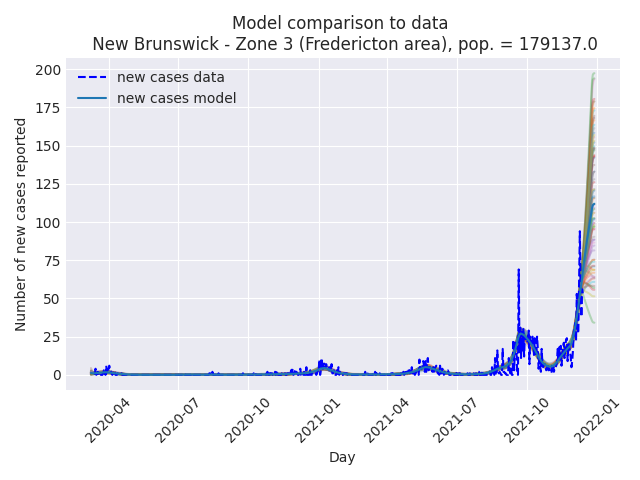 Model comparison to data
New Brunswick - Zone 3 (Fredericton area), pop. = 179137.0
new cases data
new cases model
Number of new cases reported
200
175
150
125
100
75
50
25
0
2020-04
2020-07
2020-10
2021-01
2021-04
2021-07
2021-10
2022-01
Day